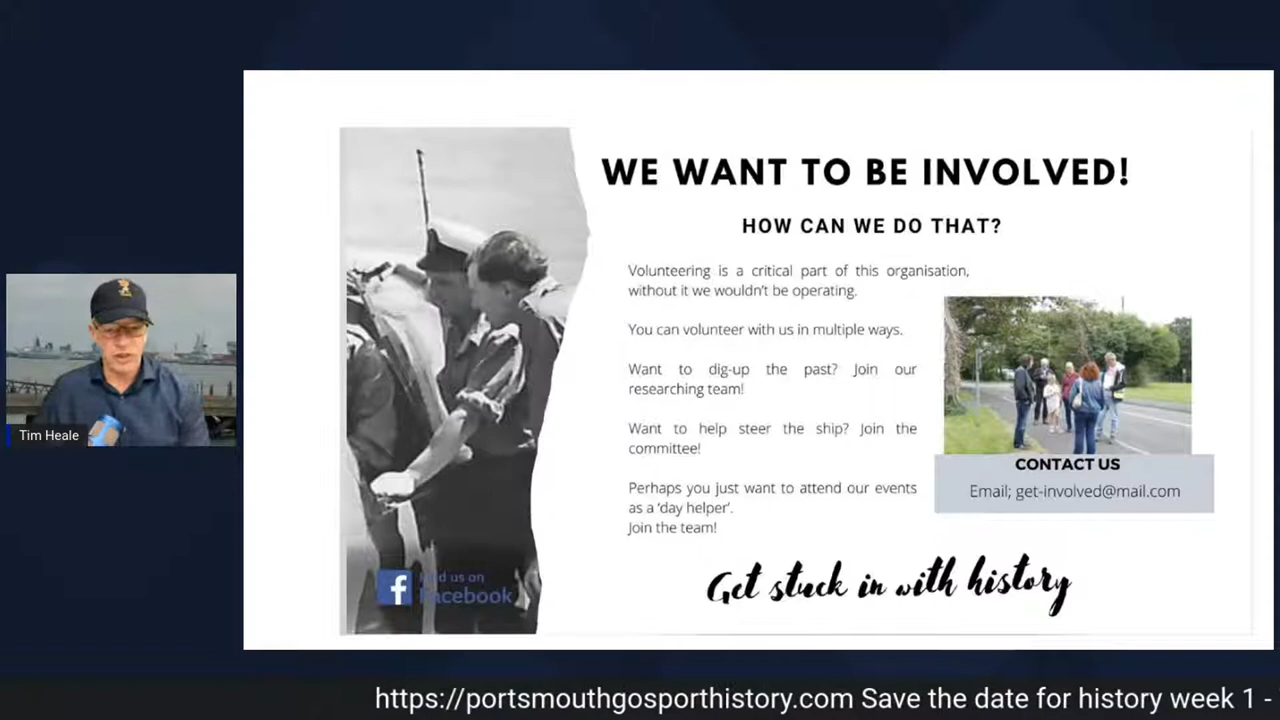 WE WANT TO BE INVOLVED!
HOW CAN WE DO THAT?
Volunteering is a critical part of this organisation,
without it we wouldn't be operating.
You can volunteer with us in multiple ways.
Want to dig-up the past? Join our
researching team!
Want to help steer the ship? Join the
committee!
Perhaps you just want to attend our events
as a 'day helper'.
Join the team!
CONTACT US
Email; get-involved@mail.com
Get stuck in with history
f
Find us on
Facebook
Tim Heale
https://portsmouthgosporthistory.com Save the date for history week 1 -